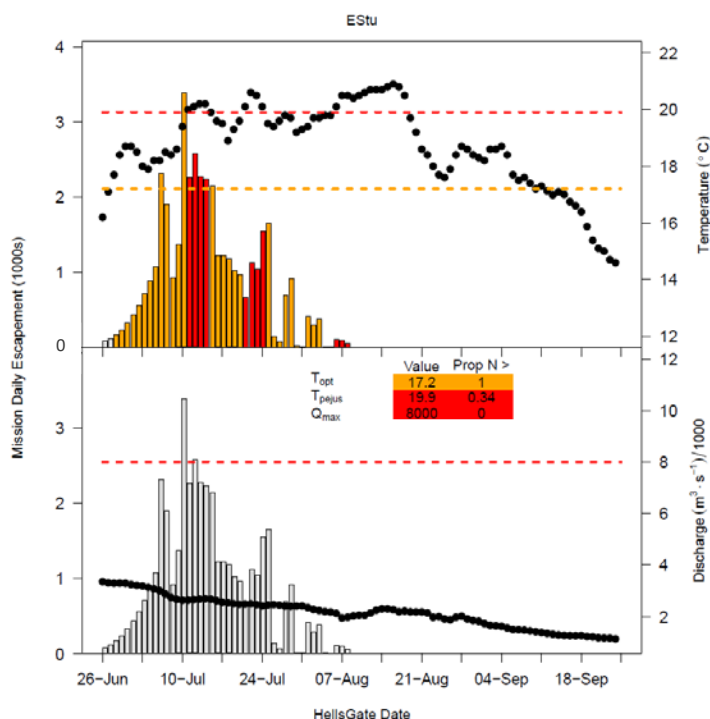 EStu
4
3
2
1
0
22
20
18
16
14
12
Temperature (°C)
Mission Daily Escapement (1000s)
Value Prop N >
Topt 17.2 1
Tpejus 19.9 0.34
Qmax 8000 0
3
2
1
0
12
10
8
6
4
2
Discharge (m³·s⁻¹)/1000
26−Jun 10−Jul 24−Jul 07−Aug 21−Aug 04−Sep 18−Sep
HellsGate Date